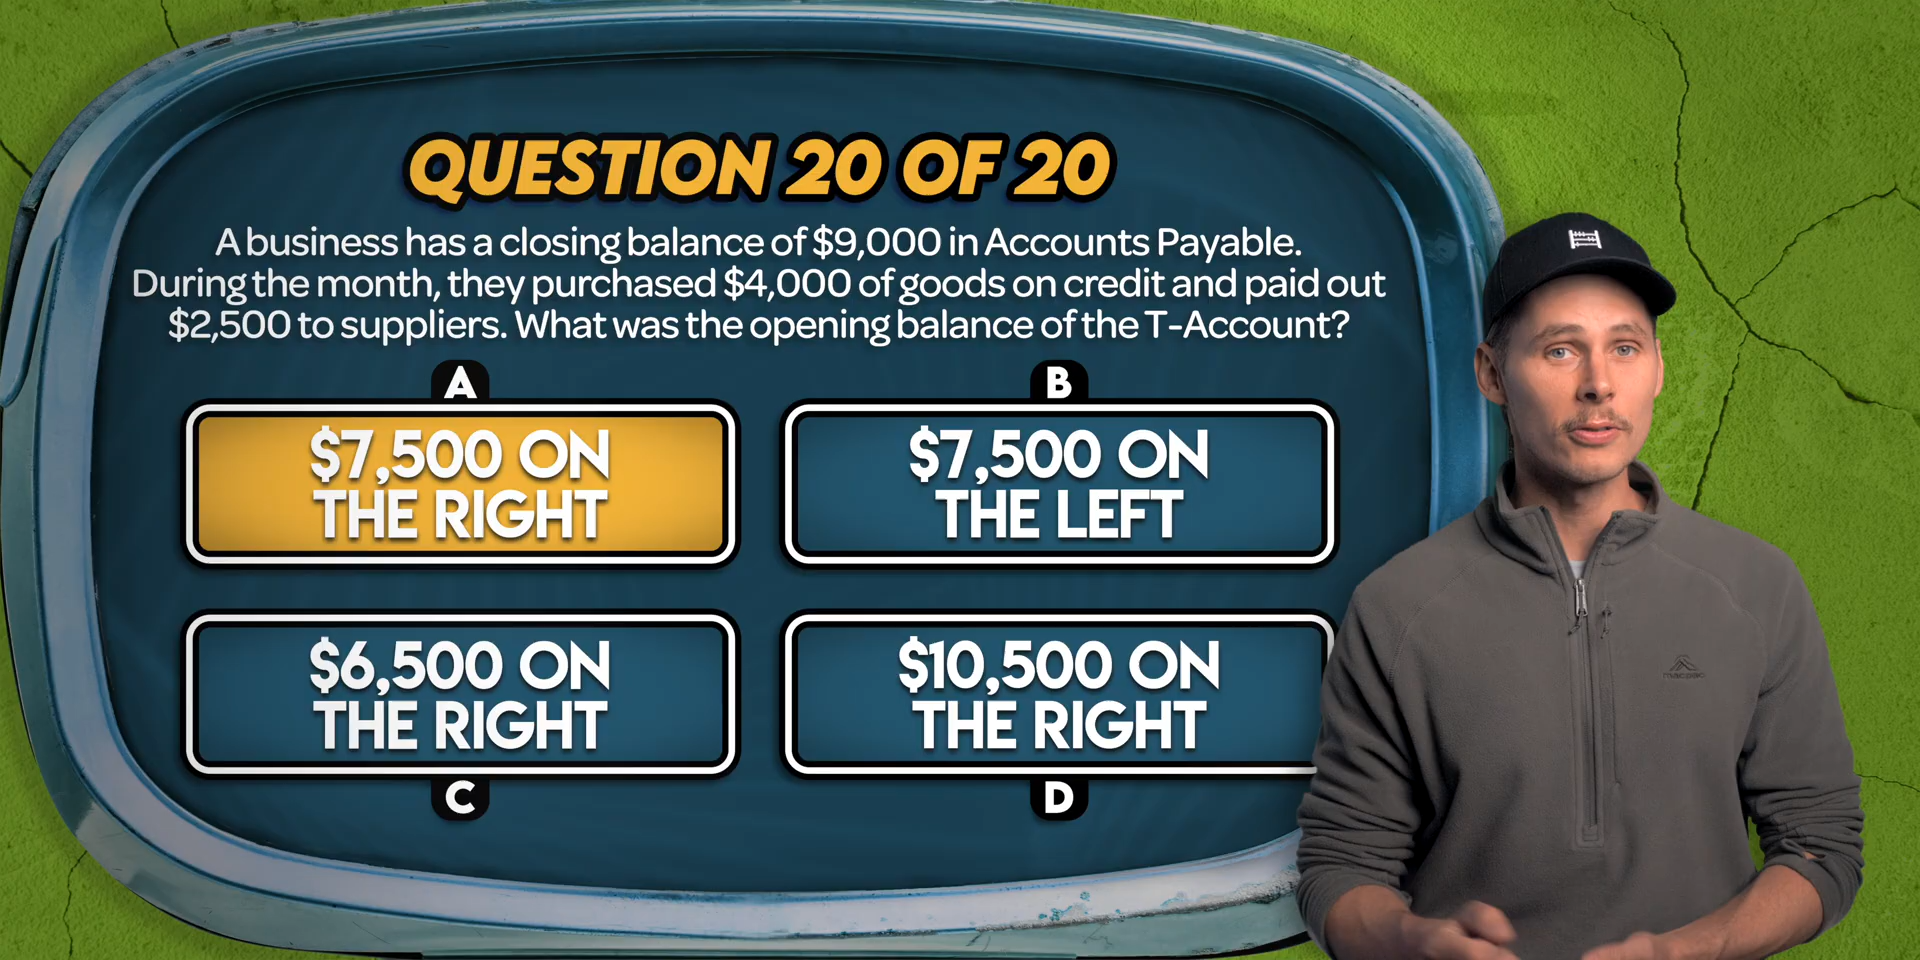 QUESTION 20 OF 20
A business has a closing balance of $9,000 in Accounts Payable.
During the month, they purchased $4,000 of goods on credit and paid out
$2,500 to suppliers. What was the opening balance of the T-Account?
A
$7,500 ON
THE RIGHT
B
$7,500 ON
THE LEFT
$6,500 ON
THE RIGHT
C
$10,500 ON
THE RIGHT
D
macpac